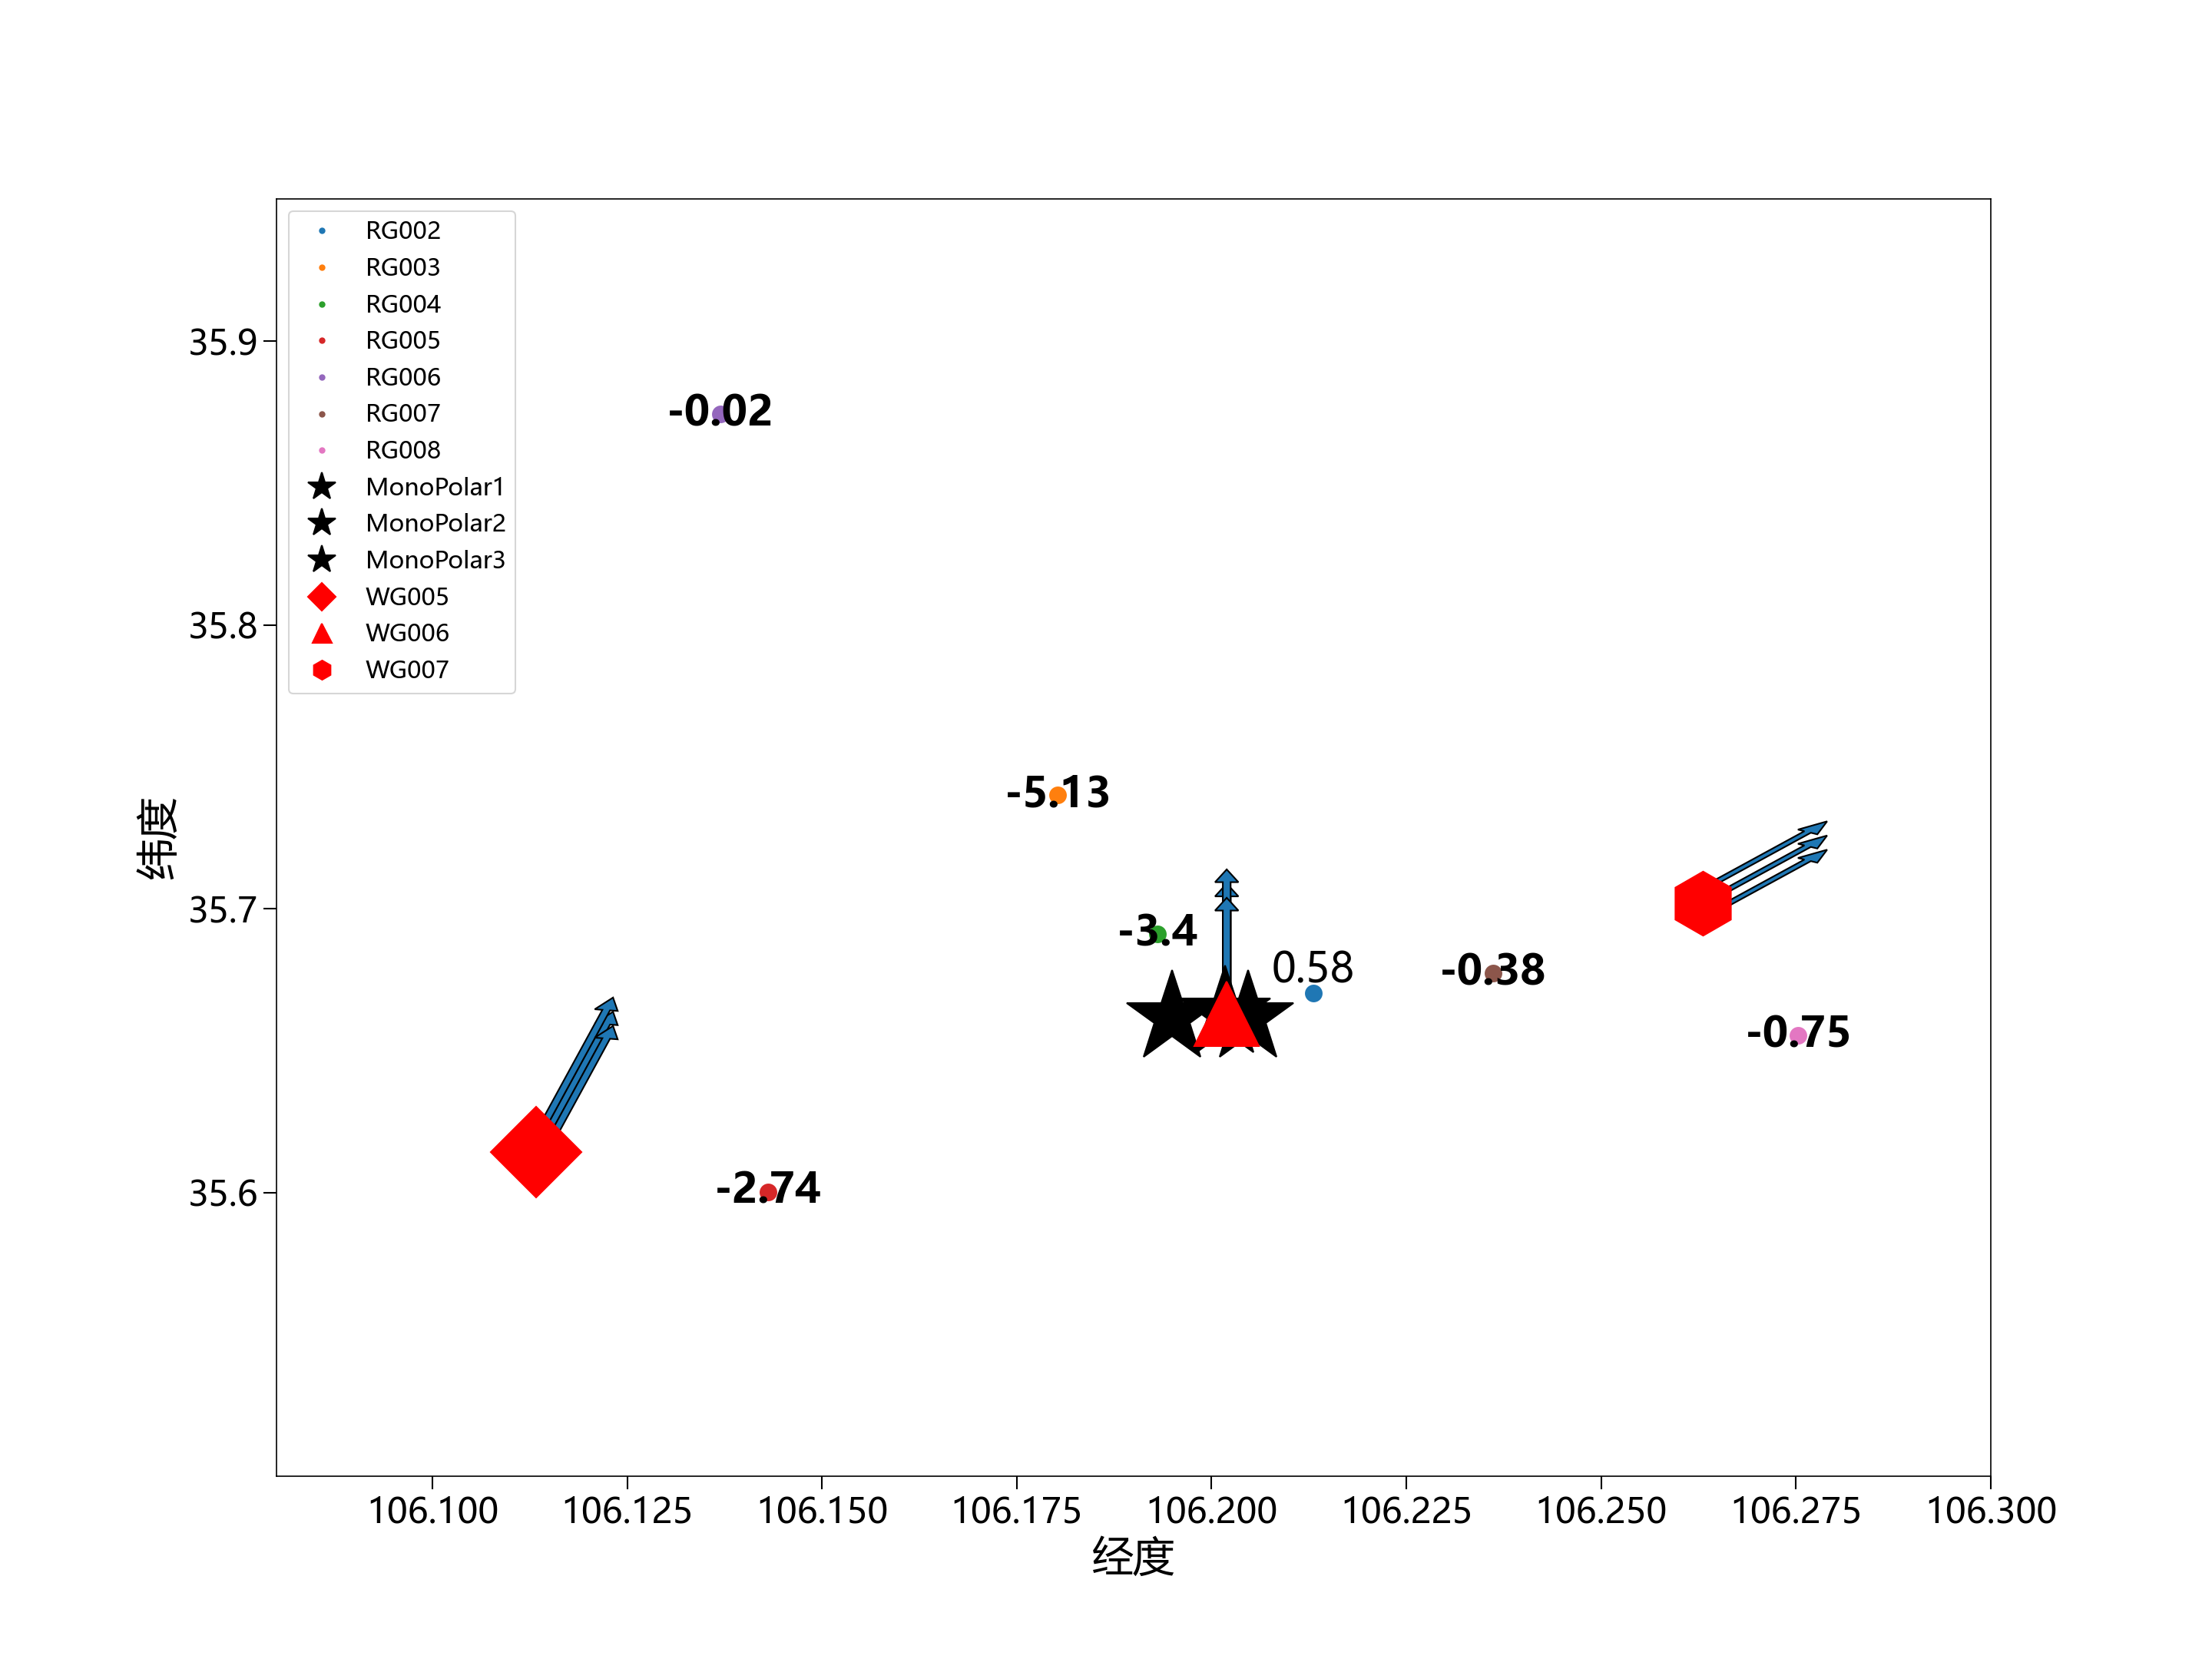 RG002
RG003
RG004
RG005
RG006
RG007
RG008
MonoPolar1
MonoPolar2
MonoPolar3
WG005
WG006
WG007
35.9
35.8
35.7
35.6
纬度
-0.02
-5.13
-3.4
0.58
-0.38
-0.75
-2.74
106.100
106.125
106.150
106.175
106.200
106.225
106.250
106.275
106.300
经度